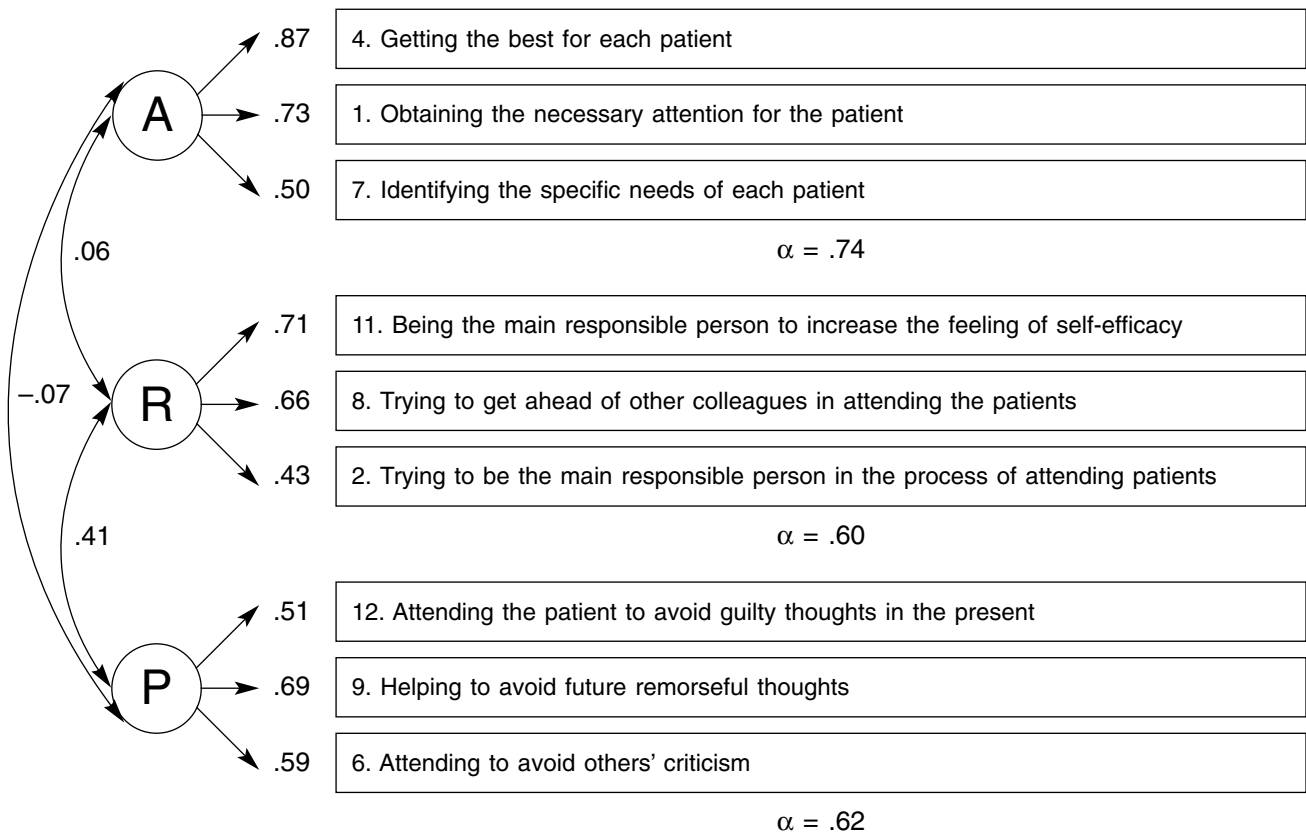 .87 4. Getting the best for each patient
A
.73 1. Obtaining the necessary attention for the patient
.50 7. Identifying the specific needs of each patient
α = .74
.06
.71 11. Being the main responsible person to increase the feeling of self-efficacy
–.07
R
.66 8. Trying to get ahead of other colleagues in attending the patients
.43 2. Trying to be the main responsible person in the process of attending patients
α = .60
.41
.51 12. Attending the patient to avoid guilty thoughts in the present
P
.69 9. Helping to avoid future remorseful thoughts
.59 6. Attending to avoid others’ criticism
α = .62